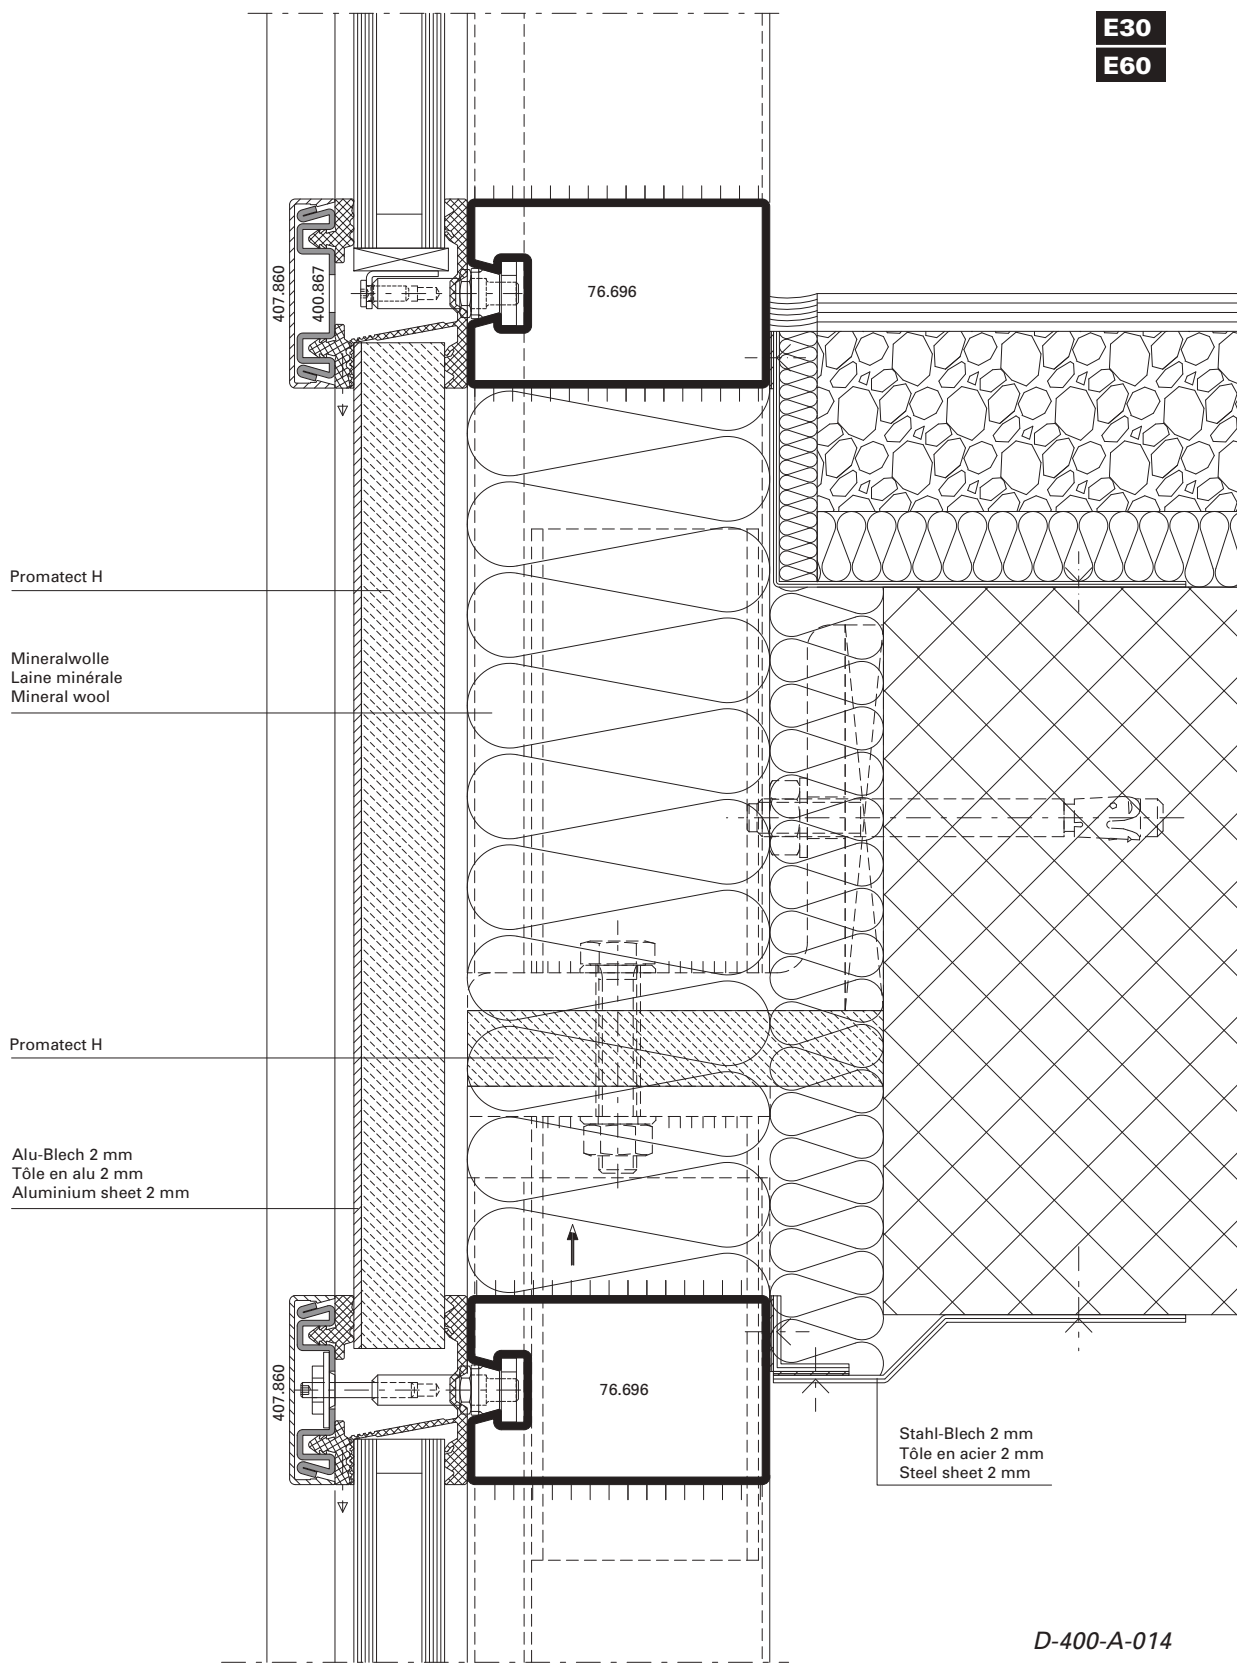 E30
E60
407.860
400.867
76.696
Promatect H
Mineralwolle
Laine minérale
Mineral wool
Promatect H
Alu-Blech 2 mm
Tôle en alu 2 mm
Aluminium sheet 2 mm
407.860
76.696
Stahl-Blech 2 mm
Tôle en acier 2 mm
Steel sheet 2 mm
D-400-A-014